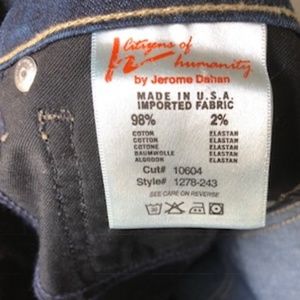 Citizens of
humanity
by Jerome Dahan
MADE IN U.S.A.
IMPORTED FABRIC
98% 2%
COTON ELASTAN
COTTON ELASTAN
COTONE ELASTAN
BAUMWOLLE ELASTAN
ALGODON ELASTAN
Cut# 10604
Style# 1278-243
SEE CARE ON REVERSE